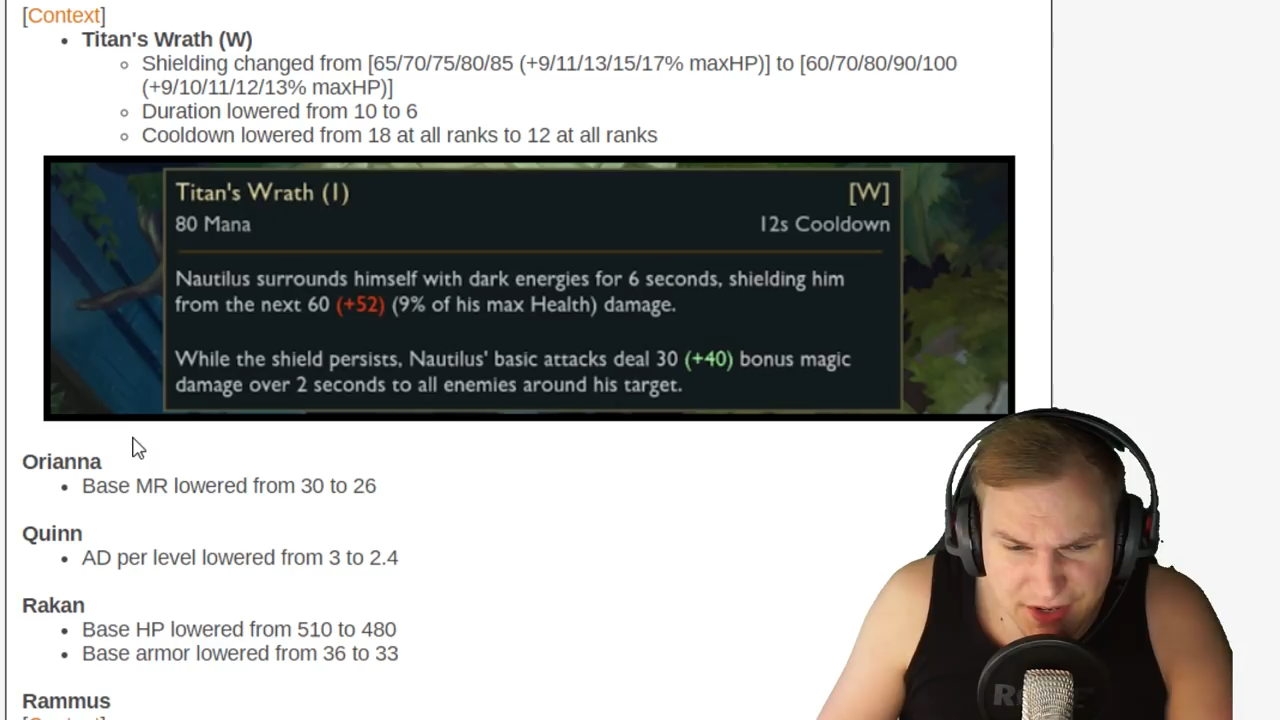 [Context]
• Titan's Wrath (W)
○ Shielding changed from [65/70/75/80/85 (+9/11/13/15/17% maxHP)] to [60/70/80/90/100
(+9/10/11/12/13% maxHP)]
○ Duration lowered from 10 to 6
○ Cooldown lowered from 18 at all ranks to 12 at all ranks
Titan's Wrath (1) [W]
80 Mana 12s Cooldown
Nautilus surrounds himself with dark energies for 6 seconds, shielding him
from the next 60 (+52) (9% of his max Health) damage.
While the shield persists, Nautilus' basic attacks deal 30 (+40) bonus magic
damage over 2 seconds to all enemies around his target.
Orianna
• Base MR lowered from 30 to 26
Quinn
• AD per level lowered from 3 to 2.4
Rakan
• Base HP lowered from 510 to 480
• Base armor lowered from 36 to 33
Rammus